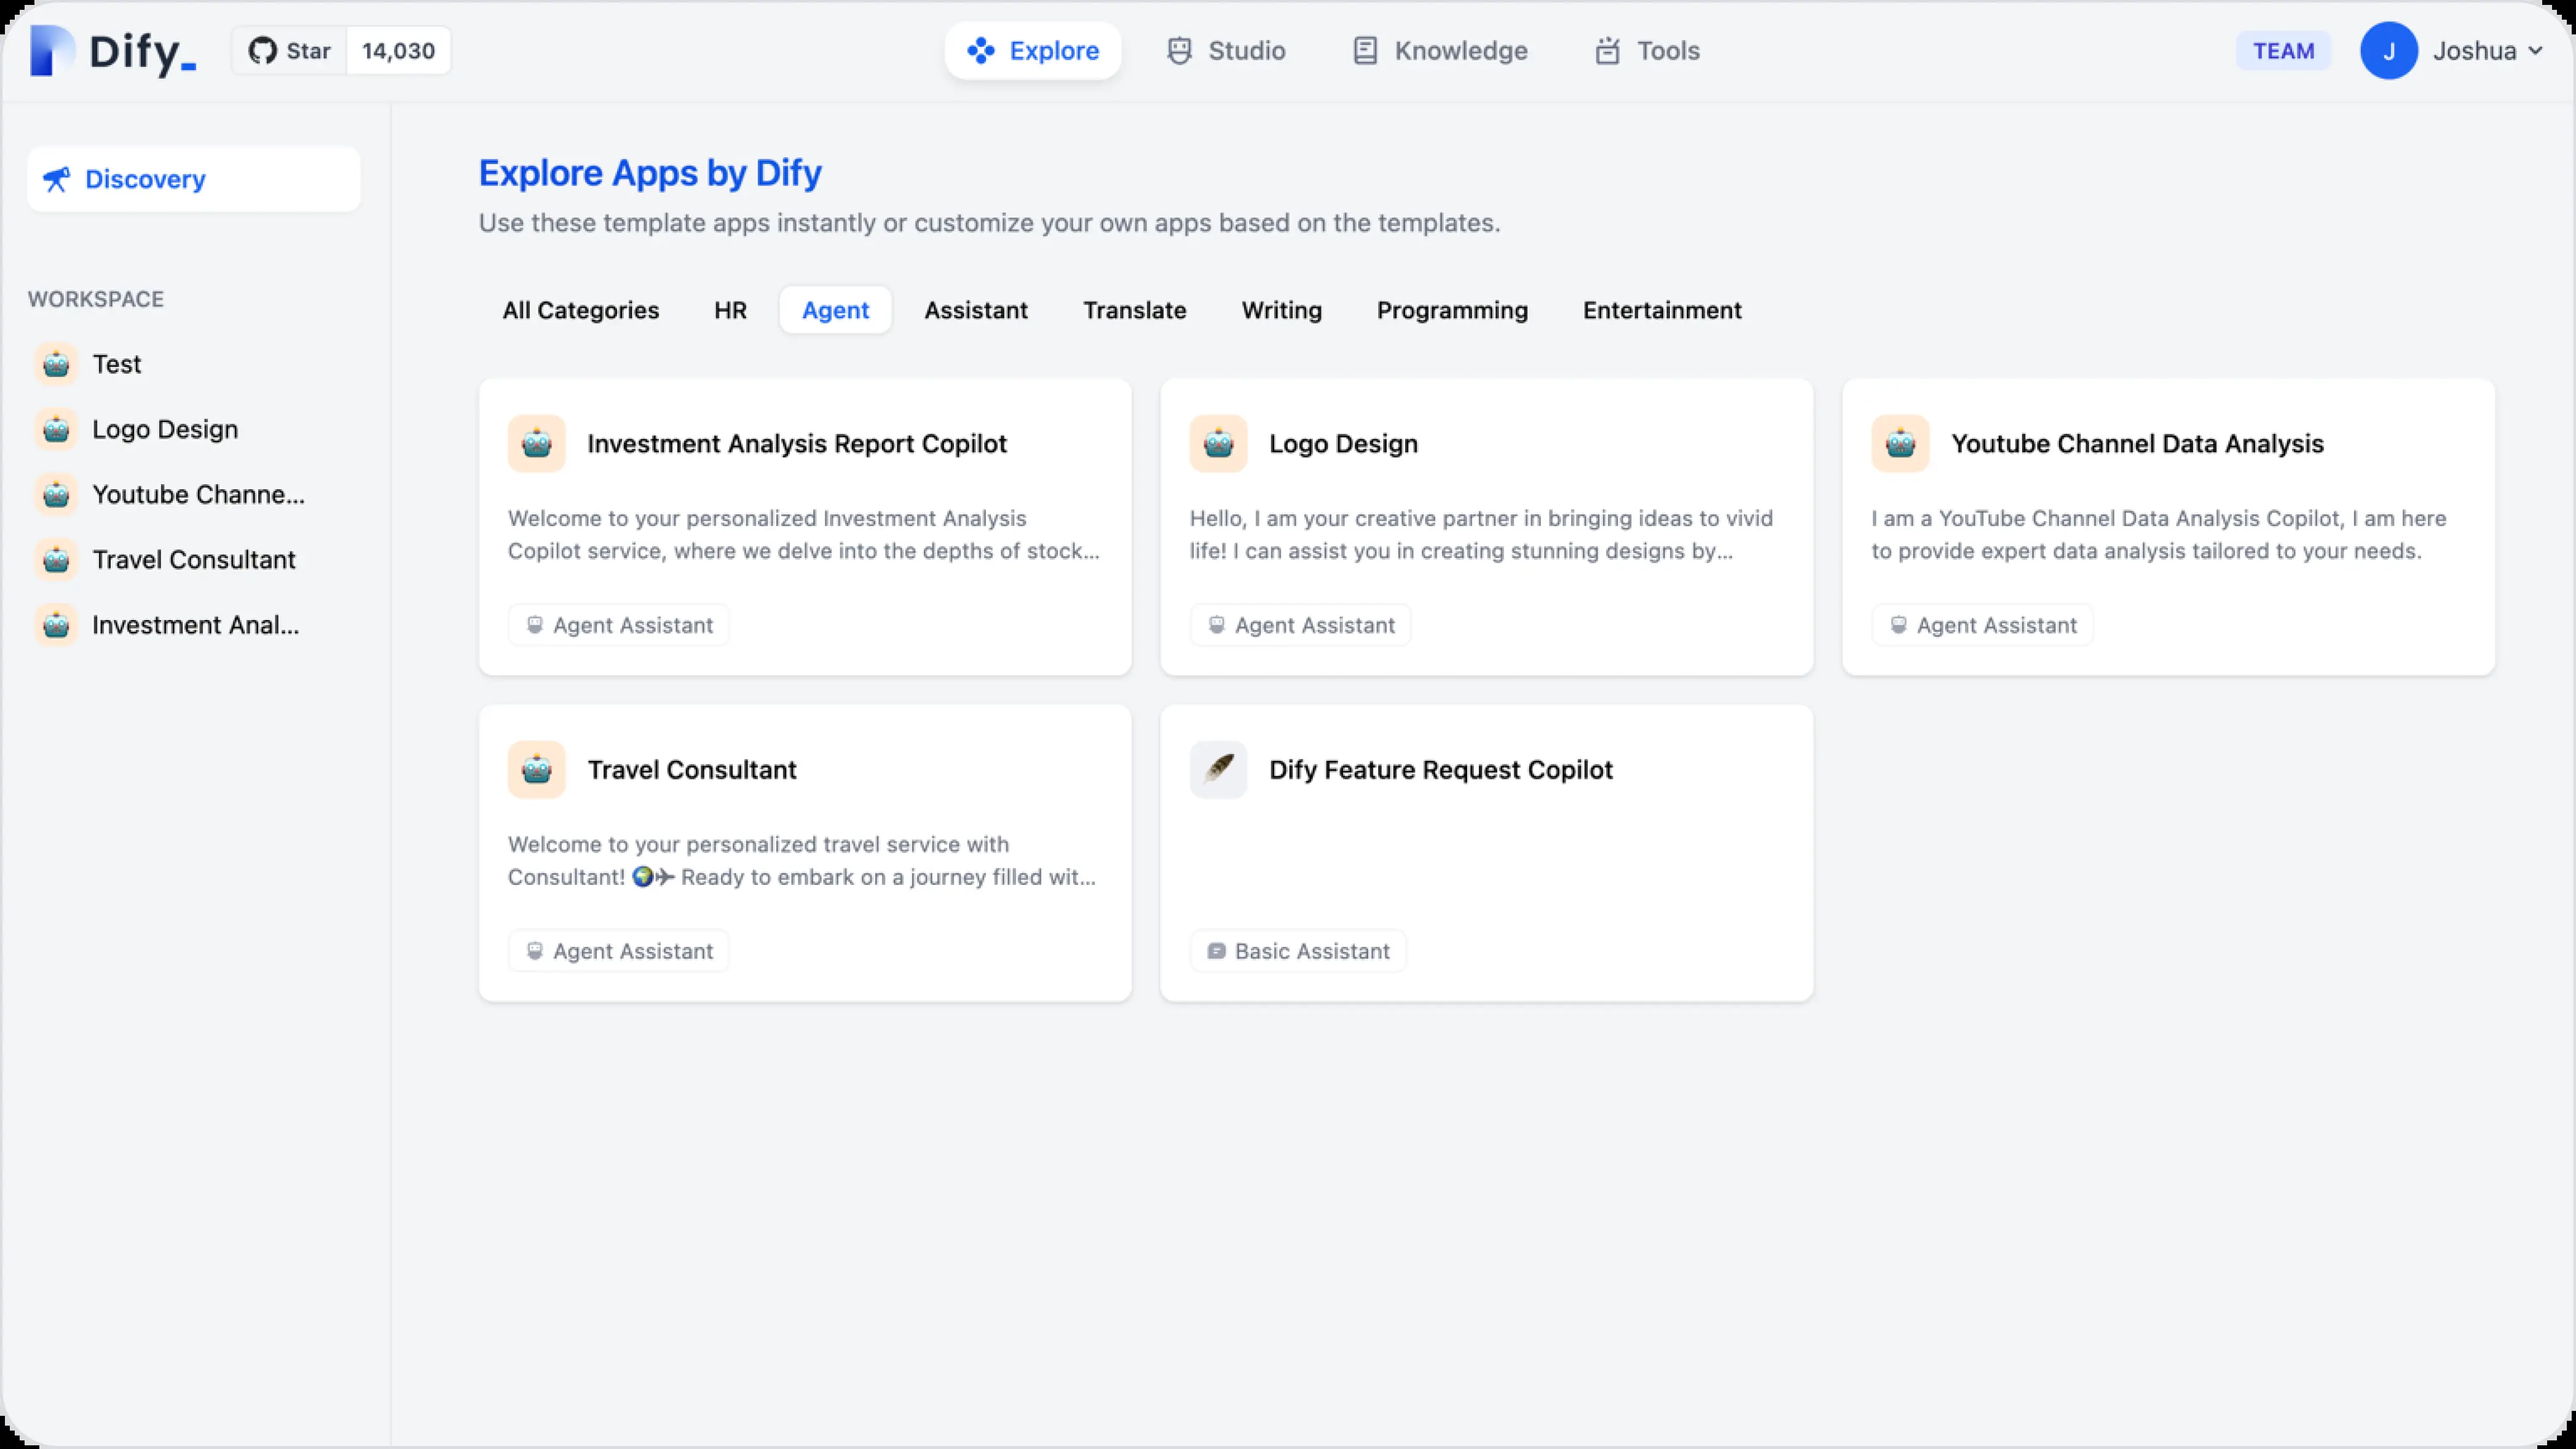 Dify_
Star 14,030
Explore
Studio
Knowledge
Tools
TEAM
J
Joshua
Discovery
WORKSPACE
Test
Logo Design
Youtube Channe...
Travel Consultant
Investment Anal...
Explore Apps by Dify
Use these template apps instantly or customize your own apps based on the templates.
All Categories
HR
Agent
Assistant
Translate
Writing
Programming
Entertainment
Investment Analysis Report Copilot
Welcome to your personalized Investment Analysis
Copilot service, where we delve into the depths of stock...
Agent Assistant
Logo Design
Hello, I am your creative partner in bringing ideas to vivid
life! I can assist you in creating stunning designs by...
Agent Assistant
Youtube Channel Data Analysis
I am a YouTube Channel Data Analysis Copilot, I am here
to provide expert data analysis tailored to your needs.
Agent Assistant
Travel Consultant
Welcome to your personalized travel service with
Consultant! 🌍✈ Ready to embark on a journey filled wit...
Agent Assistant
Dify Feature Request Copilot
Basic Assistant